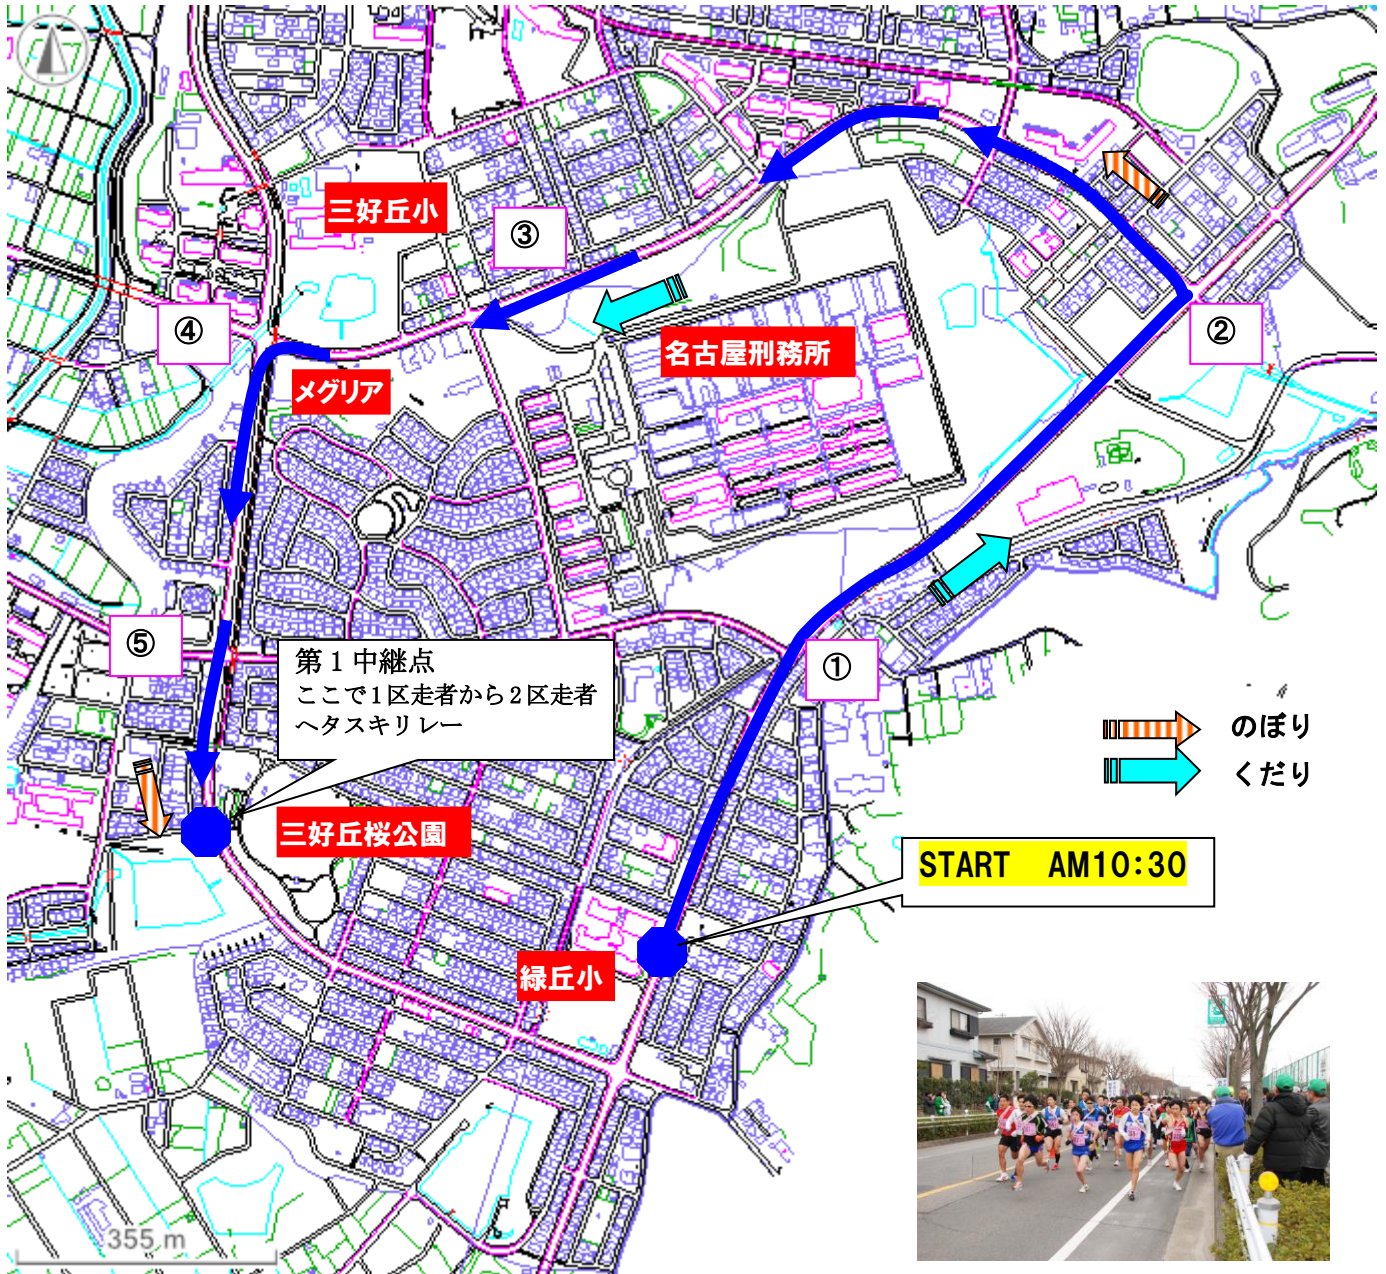 三好丘小
③
④
②
名古屋刑務所
メグリア
⑤
①
第1中継点
ここで1区走者から2区走者
へタスキリレー
のぼり
くだり
三好丘桜公園
START AM10:30
緑丘小
355 m